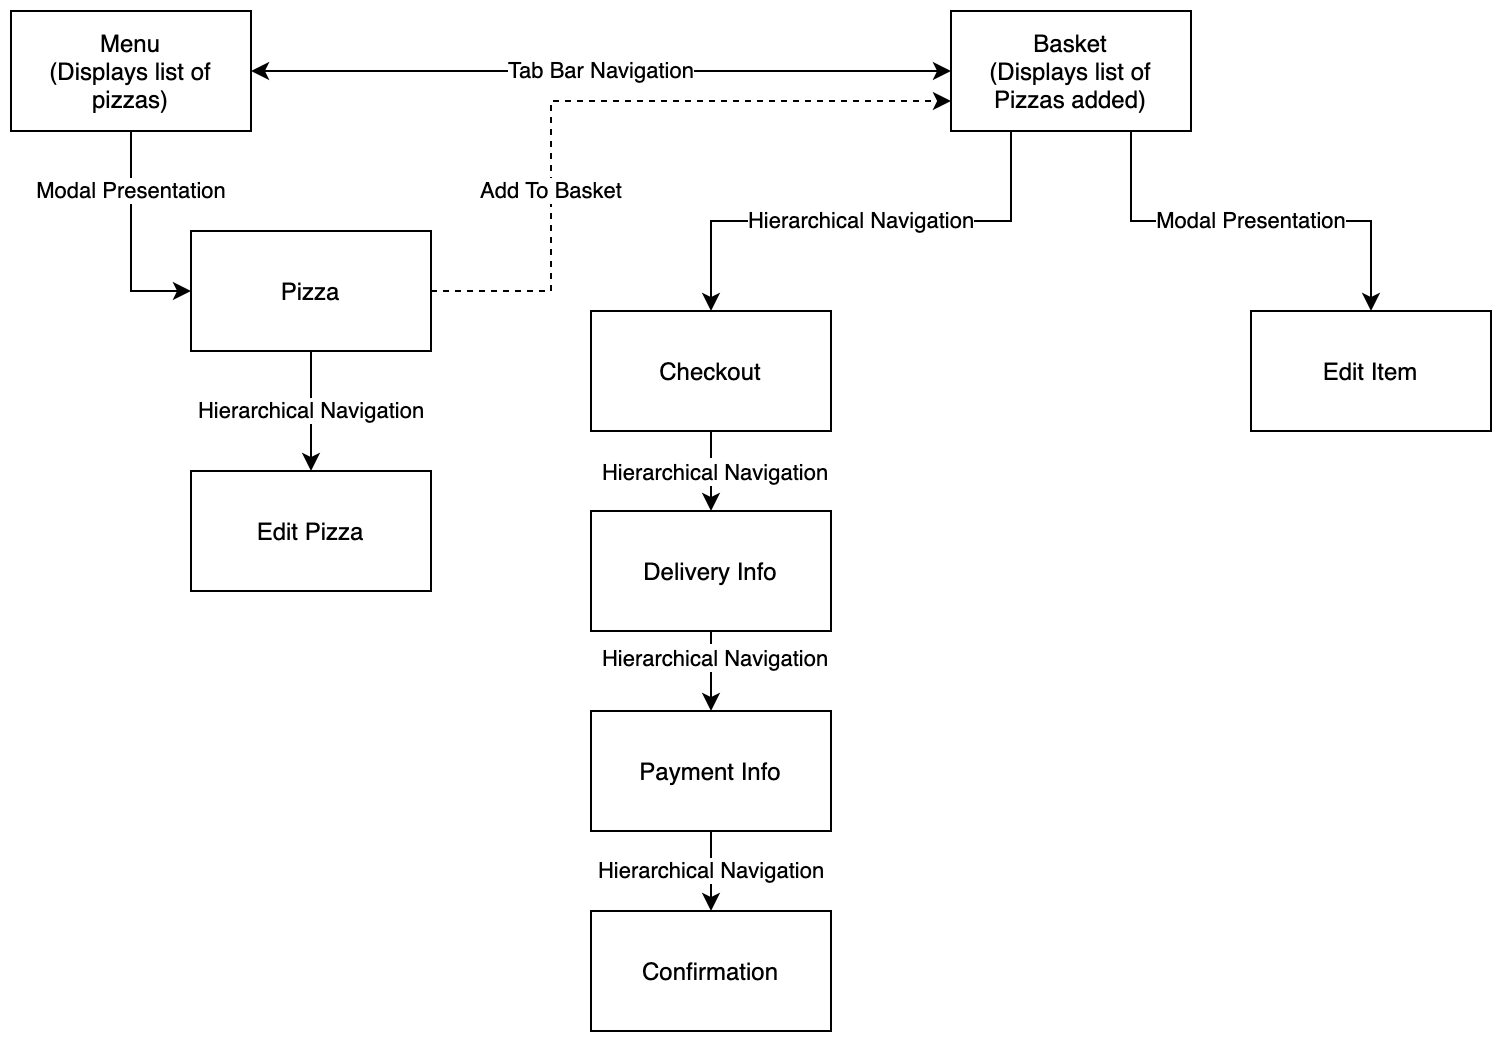 Menu
(Displays list of
pizzas)
Tab Bar Navigation
Basket
(Displays list of
Pizzas added)
Modal Presentation
Add To Basket
Hierarchical Navigation
Modal Presentation
Pizza
Checkout
Edit Item
Hierarchical Navigation
Hierarchical Navigation
Edit Pizza
Delivery Info
Hierarchical Navigation
Payment Info
Hierarchical Navigation
Confirmation